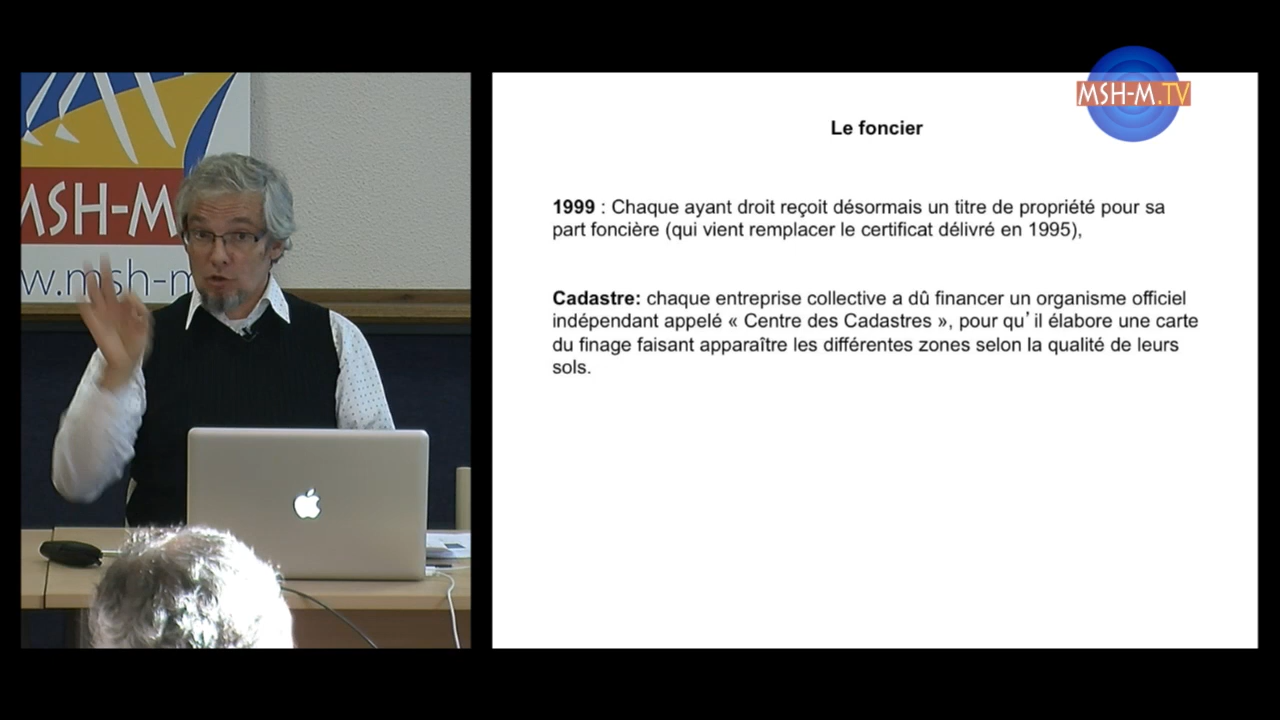 MSH-M.TV
MSH-M
w.msh-m
Le foncier
1999 : Chaque ayant droit reçoit désormais un titre de propriété pour sa
part foncière (qui vient remplacer le certificat délivré en 1995),
Cadastre: chaque entreprise collective a dû financer un organisme officiel
indépendant appelé « Centre des Cadastres », pour qu’il élabore une carte
du finage faisant apparaître les différentes zones selon la qualité de leurs
sols.